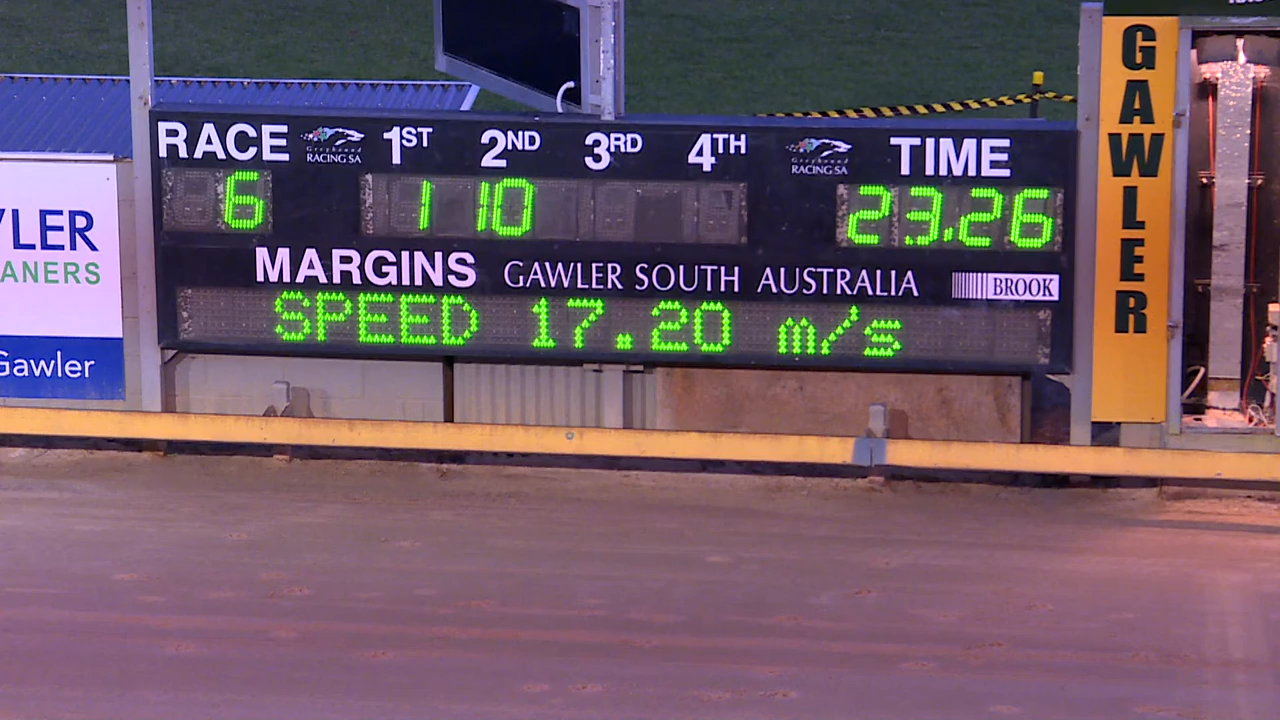 RACE 1ST 2ND 3RD 4TH TIME
Greyhound RACING SA
Greyhound RACING SA
6 1 10 23.26
MARGINS GAWLER SOUTH AUSTRALIA BROOK
SPEED 17.20 m/s
GAWLER
LER
ANERS
Gawler